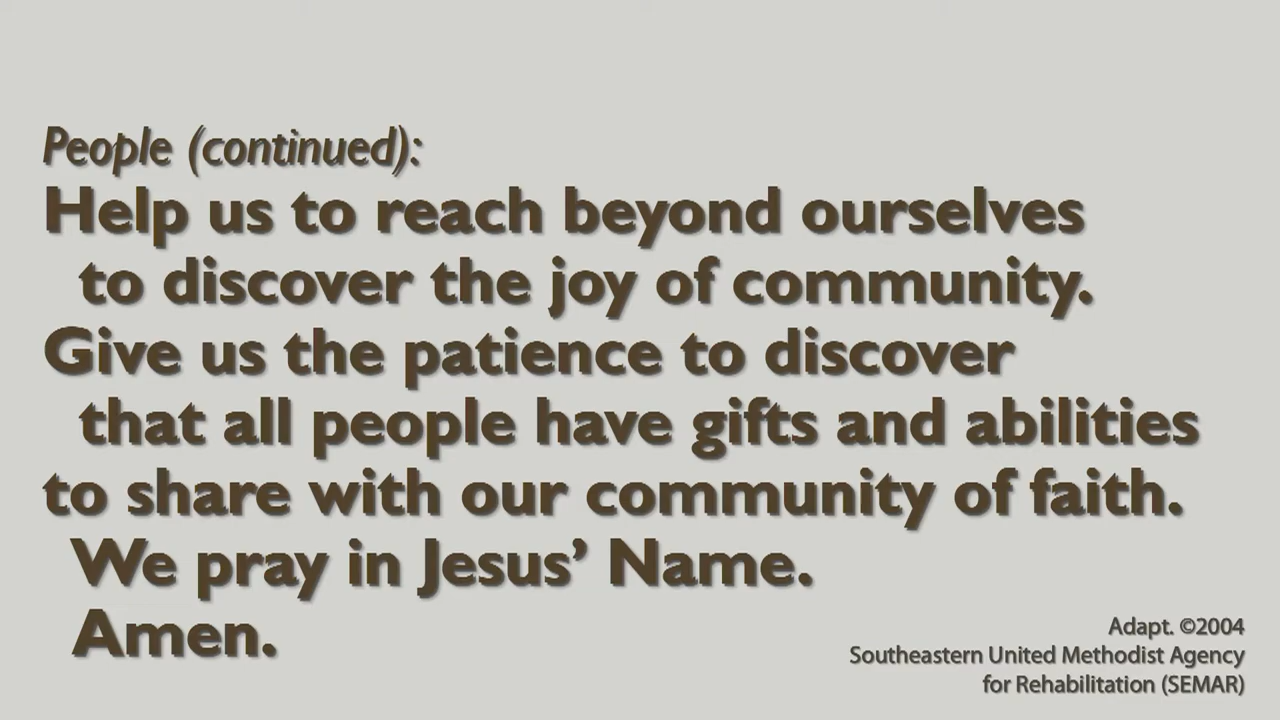 People (continued):
Help us to reach beyond ourselves
to discover the joy of community.
Give us the patience to discover
that all people have gifts and abilities
to share with our community of faith.
We pray in Jesus’ Name.
Amen.
Adapt. ©2004
Southeastern United Methodist Agency
for Rehabilitation (SEMAR)